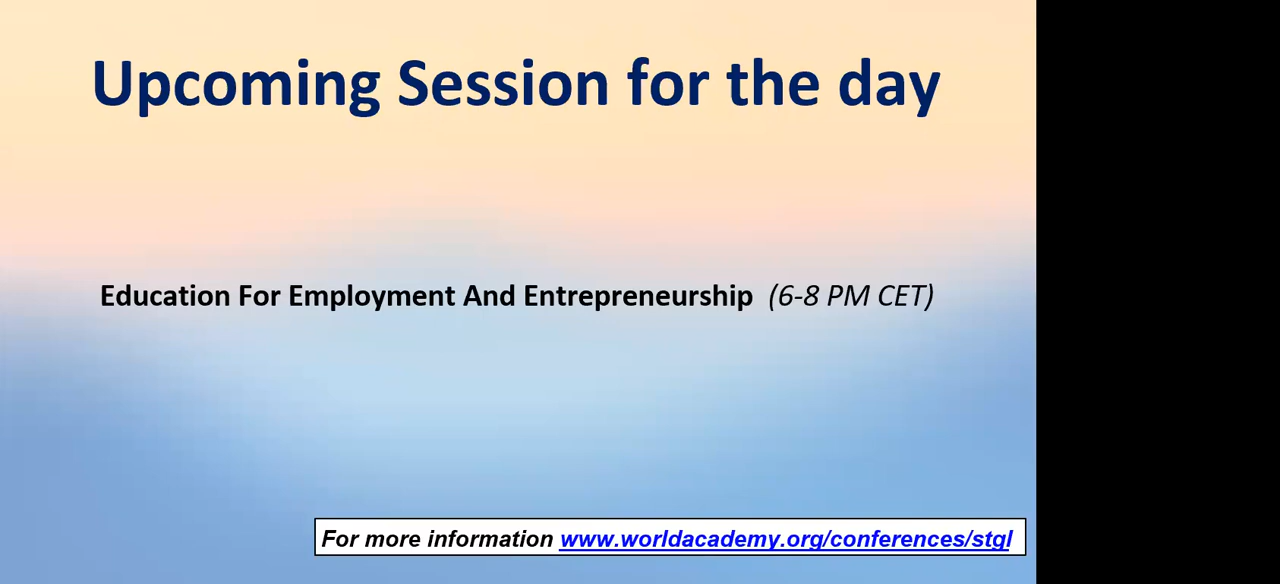 Upcoming Session for the day
Education For Employment And Entrepreneurship (6-8 PM CET)
For more information www.worldacademy.org/conferences/stgl